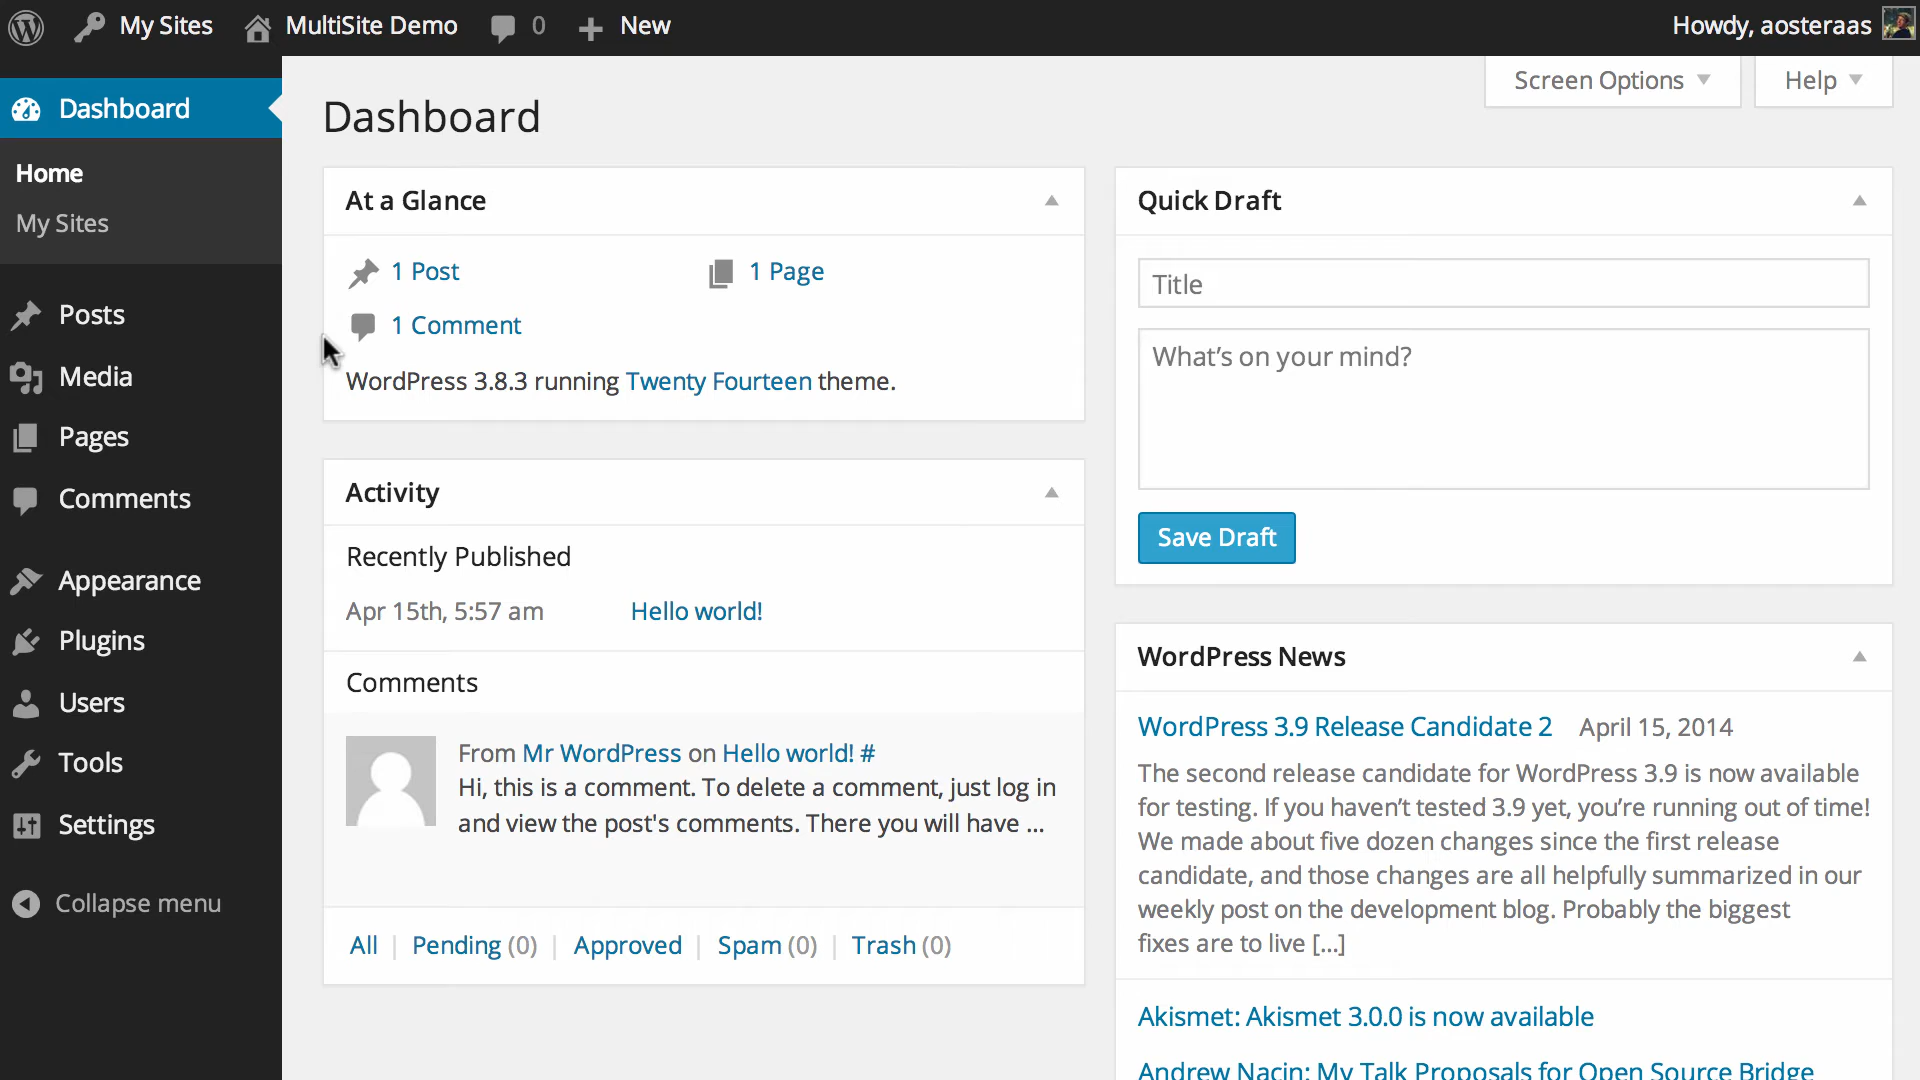 My Sites
MultiSite Demo
0
New
Howdy, aosteraas
Dashboard
Home
My Sites
Posts
Media
Pages
Comments
Appearance
Plugins
Users
Tools
Settings
Collapse menu
Screen Options
Help
Dashboard
At a Glance
1 Post
1 Page
1 Comment
WordPress 3.8.3 running Twenty Fourteen theme.
Activity
Recently Published
Apr 15th, 5:57 am
Hello world!
Comments
From Mr WordPress on Hello world! #
Hi, this is a comment. To delete a comment, just log in
and view the post's comments. There you will have ...
All | Pending (0) | Approved | Spam (0) | Trash (0)
Quick Draft
Title
What’s on your mind?
Save Draft
WordPress News
WordPress 3.9 Release Candidate 2 April 15, 2014
The second release candidate for WordPress 3.9 is now available
for testing. If you haven’t tested 3.9 yet, you’re running out of time!
We made about five dozen changes since the first release
candidate, and those changes are all helpfully summarized in our
weekly post on the development blog. Probably the biggest
fixes are to live [...]
Akismet: Akismet 3.0.0 is now available
Andrew Nacin: My Talk Proposals for Open Source Bridge